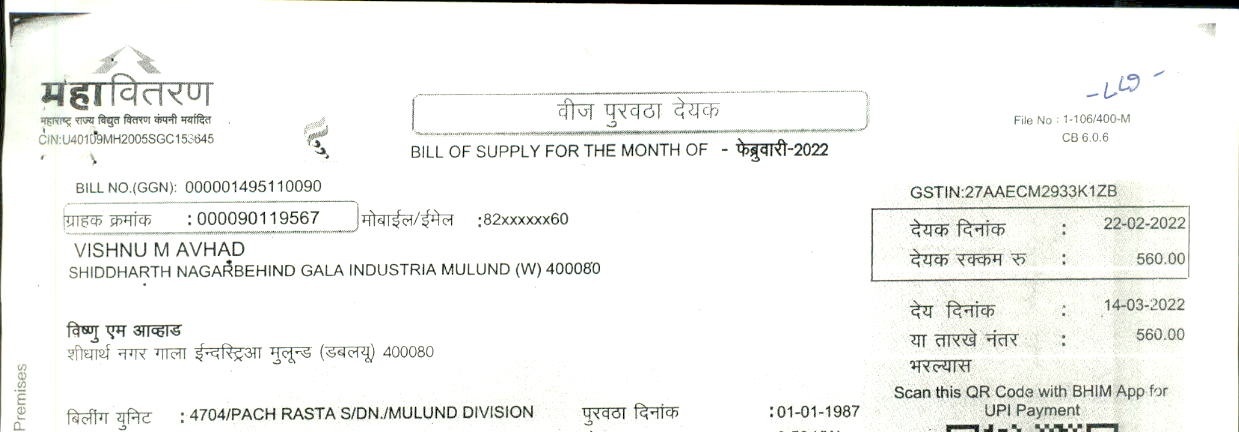 महावितरण
महाराष्ट्र राज्य विद्युत वितरण कंपनी मर्यादित
CIN:U40109MH2005SGC153645
वीज पुरवठा देयक
BILL OF SUPPLY FOR THE MONTH OF - फेब्रुवारी-2022
File No : 1-106/400-M
CB 6.0.6
BILL NO.(GGN): 000001495110090
GSTIN:27AAECM2933K1ZB
ग्राहक क्रमांक : 000090119567 मोबाईल/ईमेल :82xxxxxx60
VISHNU M AVHAD
SHIDDHARTH NAGARBEHIND GALA INDUSTRIA MULUND (W) 400080
देयक दिनांक : 22-02-2022
देयक रक्कम रु : 560.00
विष्णु एम आव्हाड
शीधार्थ नगर गाला ईन्दस्ट्रिआ मुलून्ड (डबलयू) 400080
देय दिनांक : 14-03-2022
या तारखे नंतर : 560.00
भरल्यास
Scan this QR Code with BHIM App for
UPI Payment
बिलींग युनिट : 4704/PACH RASTA S/DN./MULUND DIVISION पुरवठा दिनांक :01-01-1987
Premises